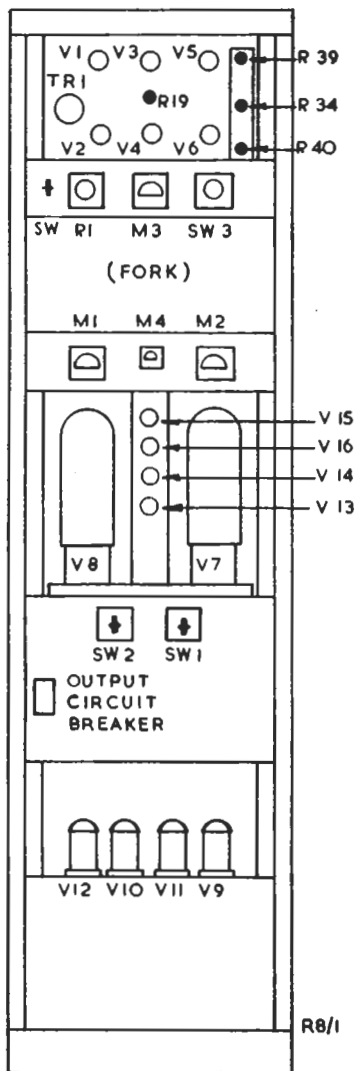 V1 V3 V5
R 39
TR1
R19
R 34
V2 V4 V6
R 40
SW R1 M3 SW 3
(FORK)
M1 M4 M2
V 15
V 16
V 14
V 13
V8 V7
SW 2 SW 1
OUTPUT
CIRCUIT
BREAKER
V12 V10 V11 V9
R8/1